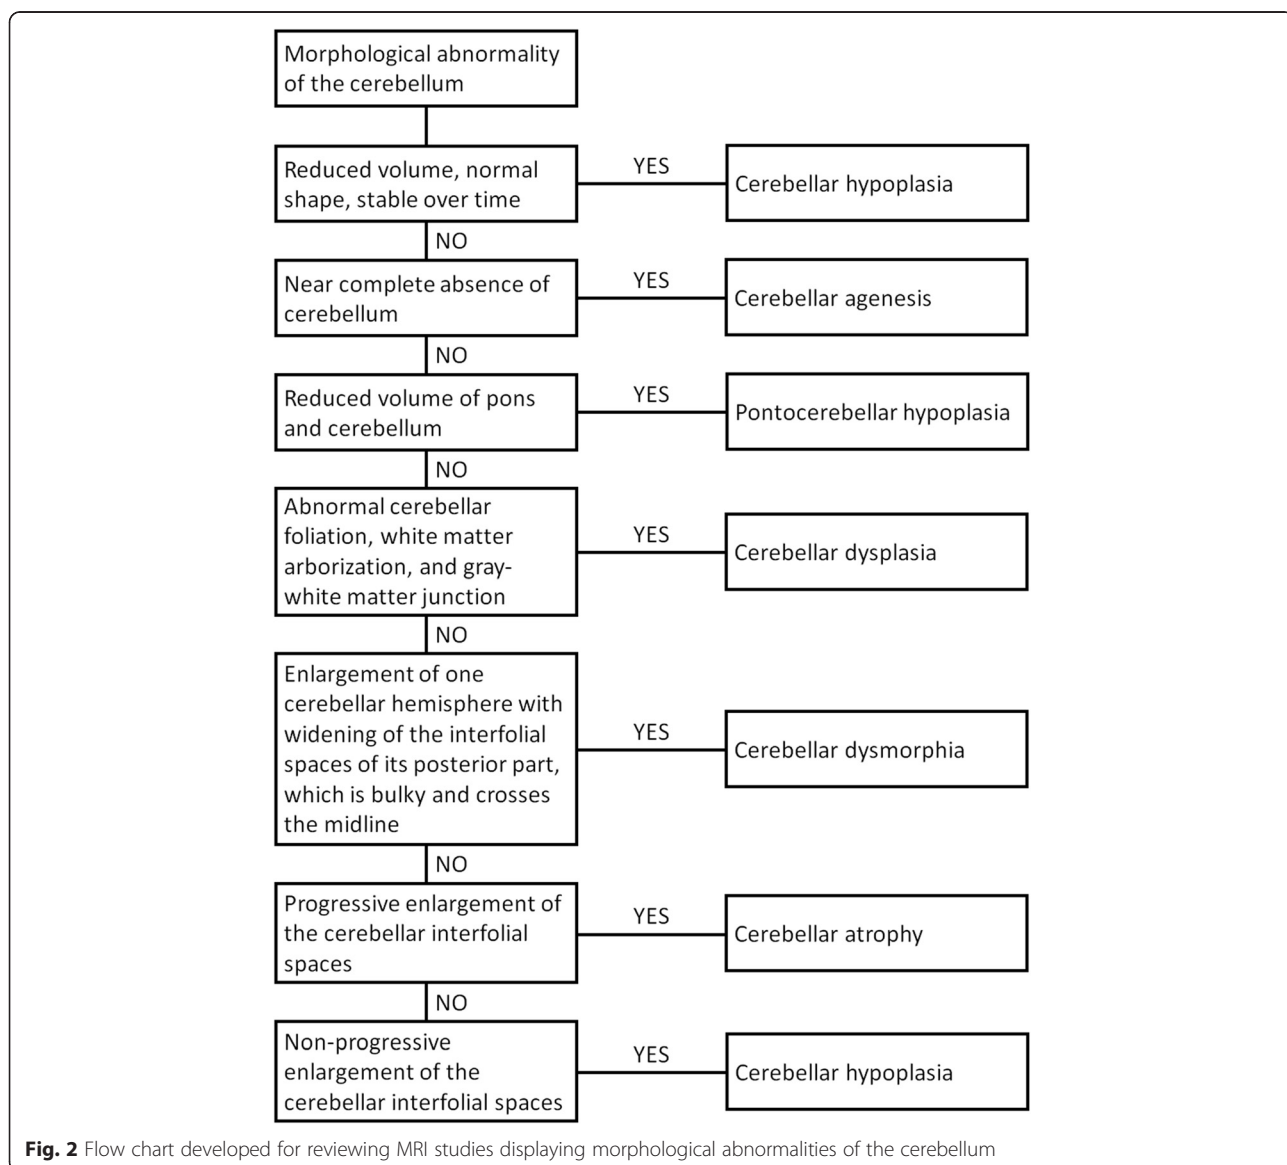 Morphological abnormality
of the cerebellum
Reduced volume, normal
shape, stable over time
YES
Cerebellar hypoplasia
NO
Near complete absence of
cerebellum
YES
Cerebellar agenesis
NO
Reduced volume of pons
and cerebellum
YES
Pontocerebellar hypoplasia
NO
Abnormal cerebellar
foliation, white matter
arborization, and gray-
white matter junction
YES
Cerebellar dysplasia
NO
Enlargement of one
cerebellar hemisphere with
widening of the interfolial
spaces of its posterior part,
which is bulky and crosses
the midline
YES
Cerebellar dysmorphia
NO
Progressive enlargement of
the cerebellar interfolial
spaces
YES
Cerebellar atrophy
NO
Non-progressive
enlargement of the
cerebellar interfolial spaces
YES
Cerebellar hypoplasia
Fig. 2 Flow chart developed for reviewing MRI studies displaying morphological abnormalities of the cerebellum